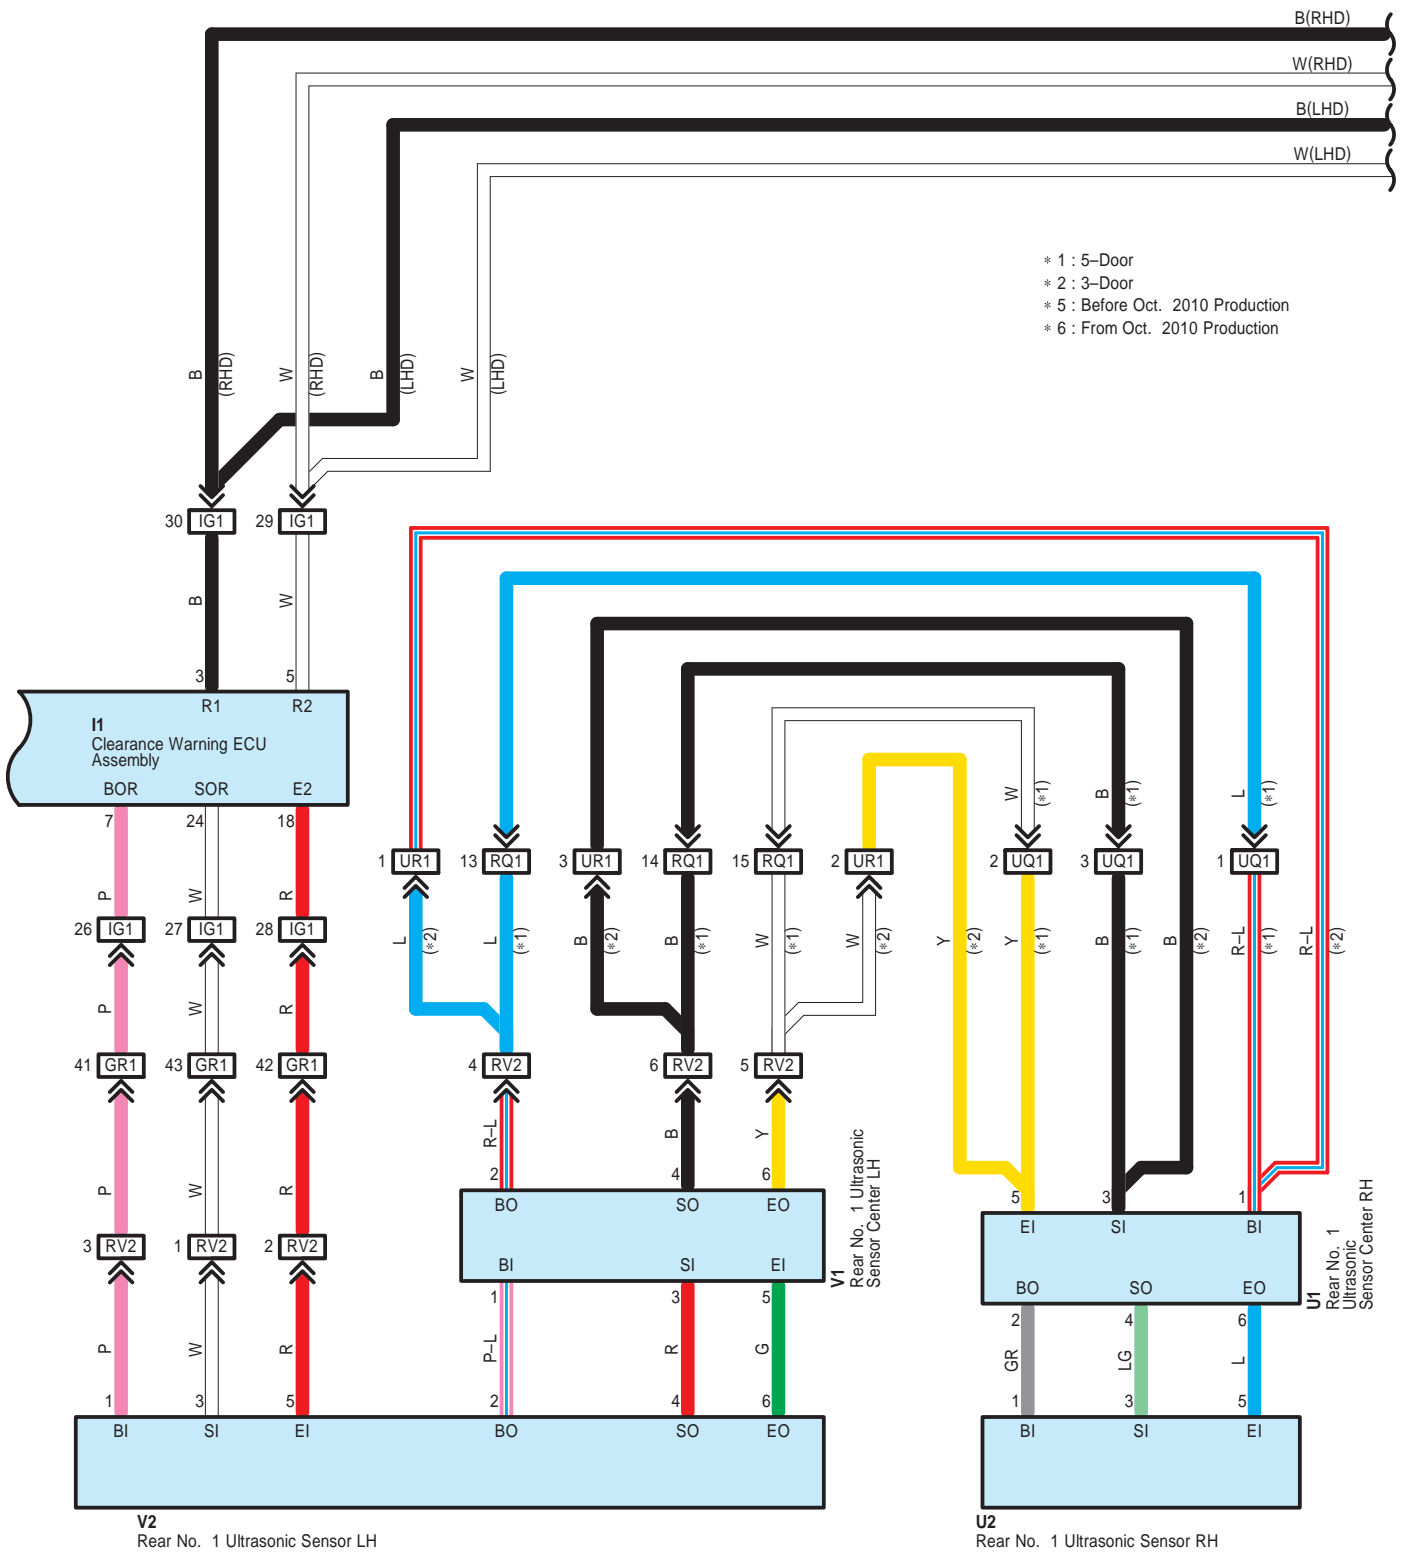 B(RHD)
W(RHD)
B(LHD)
W(LHD)
* 1 : 5–Door
* 2 : 3–Door
* 5 : Before Oct. 2010 Production
* 6 : From Oct. 2010 Production
B (RHD) W (RHD) B (LHD) W (LHD)
30 IG1 29 IG1
B W
3 5
R1 R2
I1
Clearance Warning ECU
Assembly
BOR SOR E2
7 24 18
W (*1) B (*1) L (*1)
1 UR1 13 RQ1 3 UR1 14 RQ1 15 RQ1 2 UR1 2 UQ1 3 UQ1 1 UQ1
P W R
26 IG1 27 IG1 28 IG1
L (*2) L (*1) B (*2) B (*1) W (*1) W (*2) Y (*2) Y (*1) B (*1) B (*2) R–L (*1) R–L (*2)
P W R
41 GR1 43 GR1 42 GR1 4 RV2 6 RV2 5 RV2
R–L B Y
2 4 6
BO SO EO
P W R
5 3 1
EI SI BI
3 RV2 1 RV2 2 RV2
BI SI EI
V1
Rear No. 1 Ultrasonic
Sensor Center LH
BO SO EO
U1
Rear No. 1
Ultrasonic
Sensor Center RH
1 3 5
2 4 6
P W R P–L R G
GR LG L
1 3 5 2 4 6
1 3 5
BI SI EI BO SO EO
BI SI EI
V2
Rear No. 1 Ultrasonic Sensor LH
U2
Rear No. 1 Ultrasonic Sensor RH